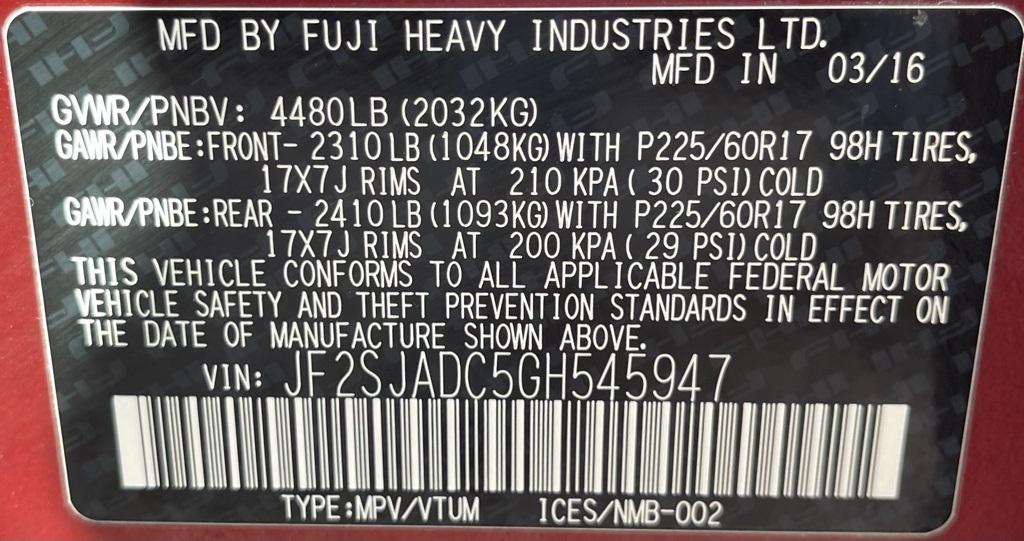 MFD BY FUJI HEAVY INDUSTRIES LTD.
MFD IN 03/16
GVWR/PNBV: 4480LB (2032KG)
GAWR/PNBE:FRONT- 2310 LB (1048KG) WITH P225/60R17 98H TIRES,
17X7J RIMS AT 210 KPA ( 30 PSI) COLD
GAWR/PNBE:REAR - 2410 LB (1093KG) WITH P225/60R17 98H TIRES,
17X7J RIMS AT 200 KPA ( 29 PSI) COLD
THIS VEHICLE CONFORMS TO ALL APPLICABLE FEDERAL MOTOR
VEHICLE SAFETY AND THEFT PREVENTION STANDARDS IN EFFECT ON
THE DATE OF MANUFACTURE SHOWN ABOVE.
VIN: JF2SJADC5GH545947
TYPE:MPV/VTUM ICES/NMB-002